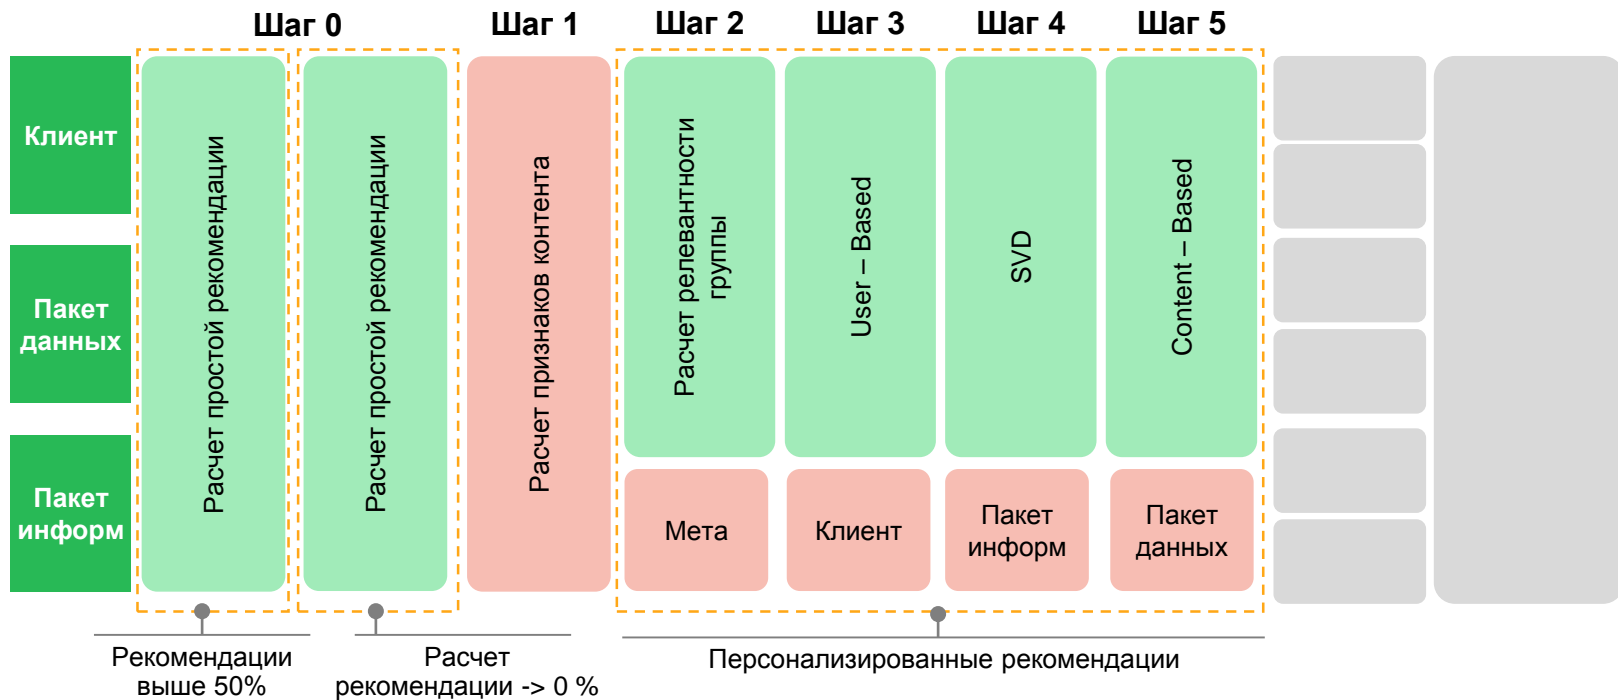 Шаг 0
Шаг 1
Шаг 2
Шаг 3
Шаг 4
Шаг 5
Клиент
Пакет
данных
Пакет
информ
Расчет простой рекомендации
Расчет простой рекомендации
Расчет признаков контента
Расчет релевантности
группы
User – Based
SVD
Content – Based
Мета
Клиент
Пакет
информ
Пакет
данных
Рекомендации
выше 50%
Расчет
рекомендации -> 0 %
Персонализированные рекомендации